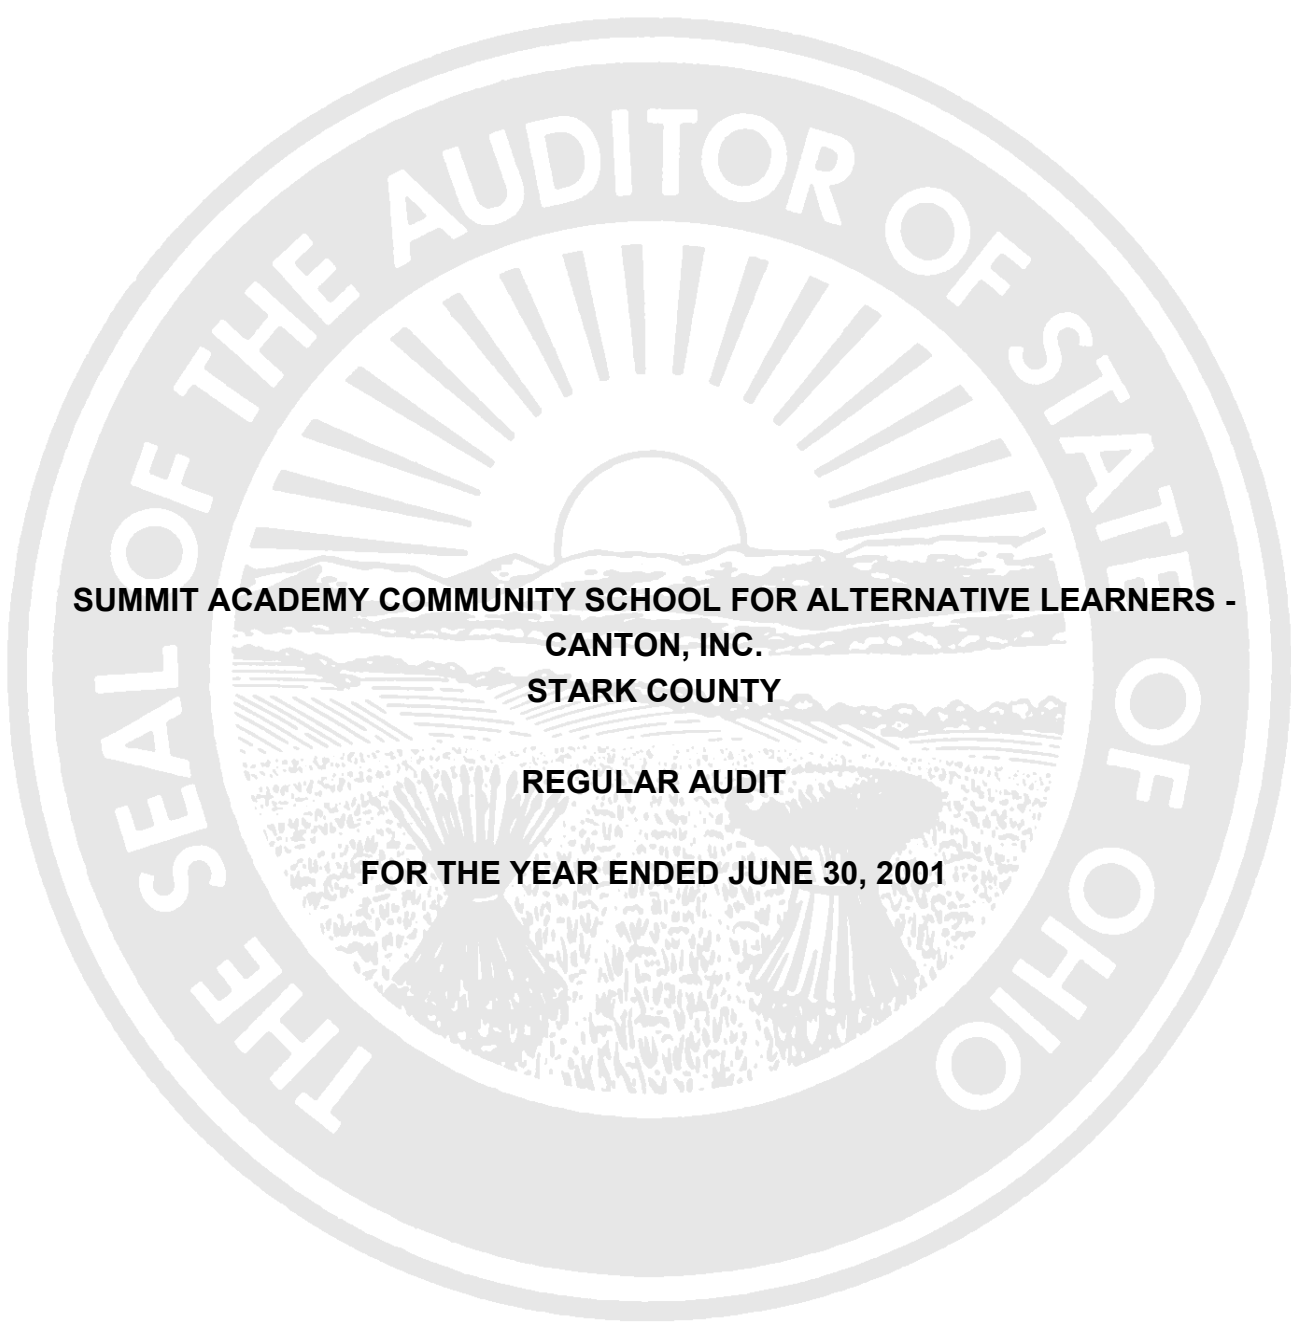 THE SEAL OF THE AUDITOR OF STATE OF OHIO
SUMMIT ACADEMY COMMUNITY SCHOOL FOR ALTERNATIVE LEARNERS -
CANTON, INC.
STARK COUNTY
REGULAR AUDIT
FOR THE YEAR ENDED JUNE 30, 2001